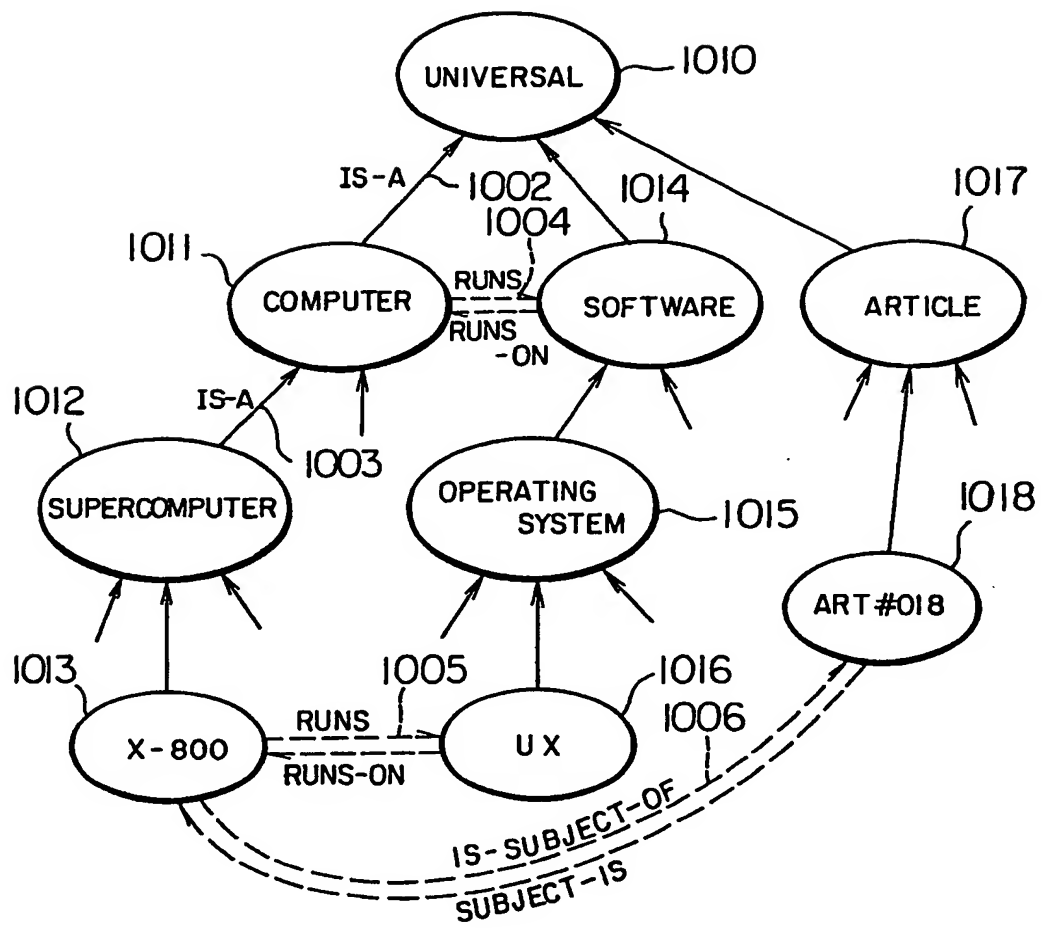 UNIVERSAL
1010
IS-A
1002
1014
1017
1004
1011
COMPUTER
RUNS
RUNS
-ON
SOFTWARE
ARTICLE
1012
IS-A
1003
SUPERCOMPUTER
OPERATING
SYSTEM
1015
1018
ART#018
1013
1005
1016
1006
X-800
RUNS
RUNS-ON
UX
IS-SUBJECT-OF
SUBJECT-IS